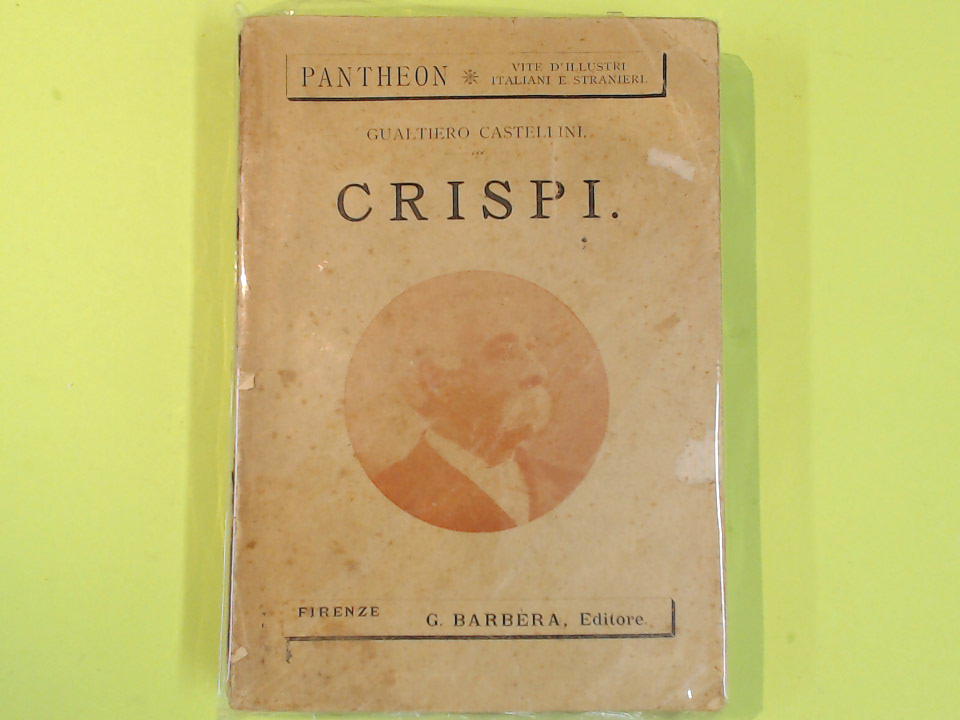 PANTHEON
VITE D'ILLUSTRI
ITALIANI E STRANIERI.
GUALTIERO CASTELLINI.
CRISPI.
FIRENZE
G. BARBÈRA, Editore.